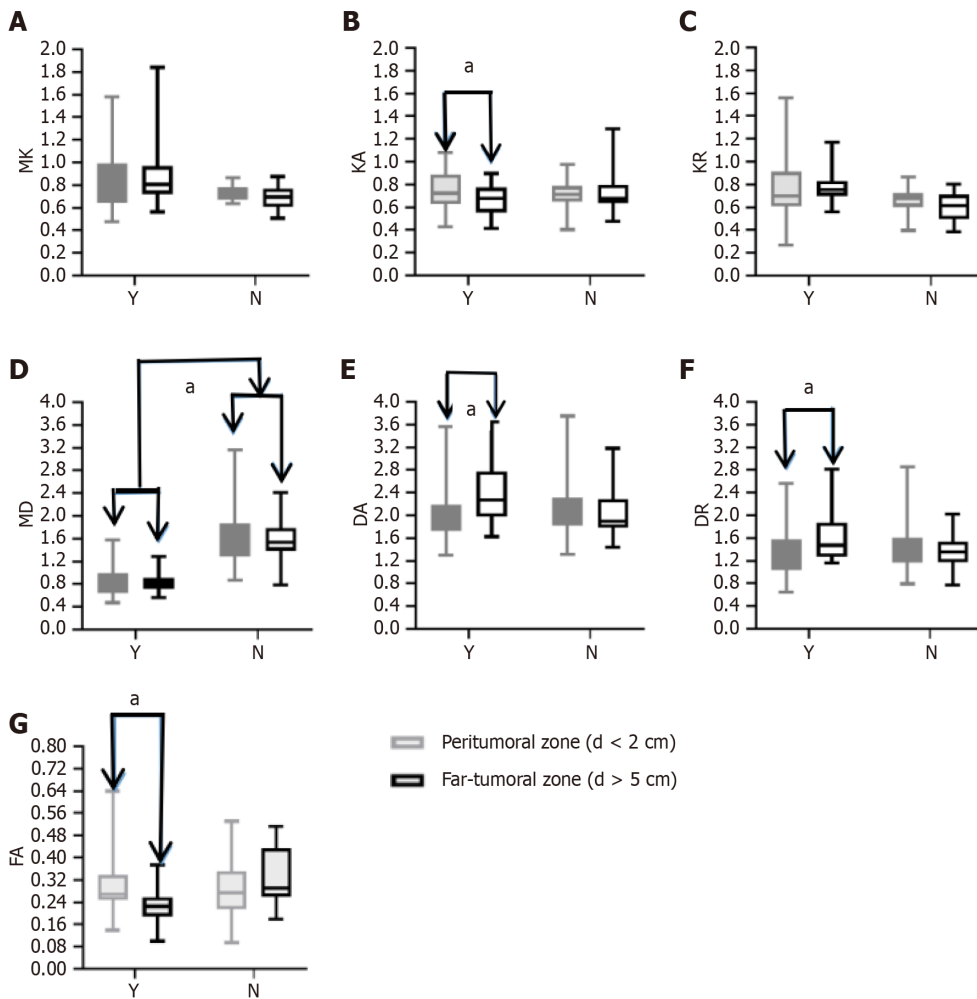 A
B
C
2.0
1.8
1.6
1.4
1.2
1.0
0.8
0.6
0.4
0.2
0.0
MK
Y
N
2.0
1.8
1.6
1.4
1.2
1.0
0.8
0.6
0.4
0.2
0.0
KA
a
Y
N
2.0
1.8
1.6
1.4
1.2
1.0
0.8
0.6
0.4
0.2
0.0
KR
Y
N
D
E
F
4.0
3.6
3.2
2.8
2.4
2.0
1.6
1.2
0.8
0.4
0.0
MD
a
Y
N
4.0
3.6
3.2
2.8
2.4
2.0
1.6
1.2
0.8
0.4
0.0
DA
a
Y
N
4.0
3.6
3.2
2.8
2.4
2.0
1.6
1.2
0.8
0.4
0.0
DR
a
Y
N
G
a
0.80
0.72
0.64
0.56
0.48
0.40
0.32
0.24
0.16
0.08
0.00
FA
Y
N
Peritumoral zone (d < 2 cm)
Far-tumoral zone (d > 5 cm)